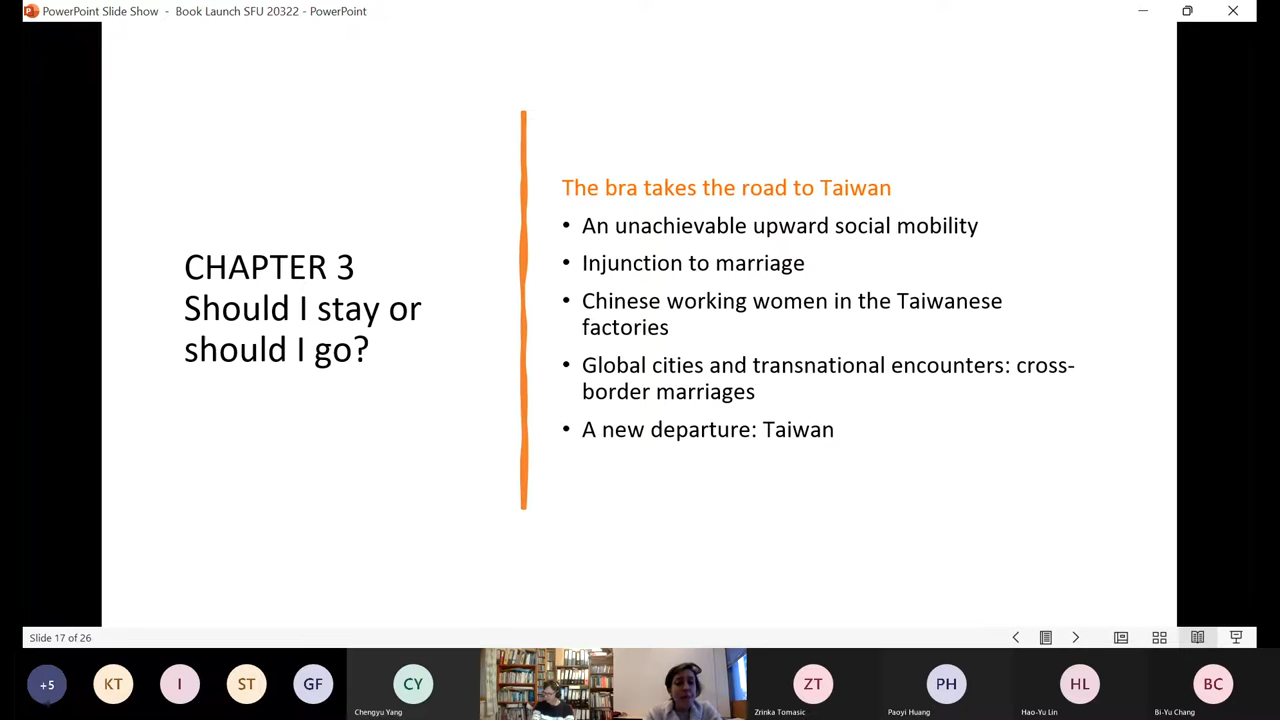 PowerPoint Slide Show - Book Launch SFU 20322 - PowerPoint
CHAPTER 3
Should I stay or
should I go?
The bra takes the road to Taiwan
• An unachievable upward social mobility
• Injunction to marriage
• Chinese working women in the Taiwanese
factories
• Global cities and transnational encounters: cross-
border marriages
• A new departure: Taiwan
Slide 17 of 26
+5
KT
I
ST
GF
CY
Chengyu Yang
ZT
Zrinka Tomasic
PH
Paoyi Huang
HL
Hao-Yu Lin
BC
Bi-Yu Chang